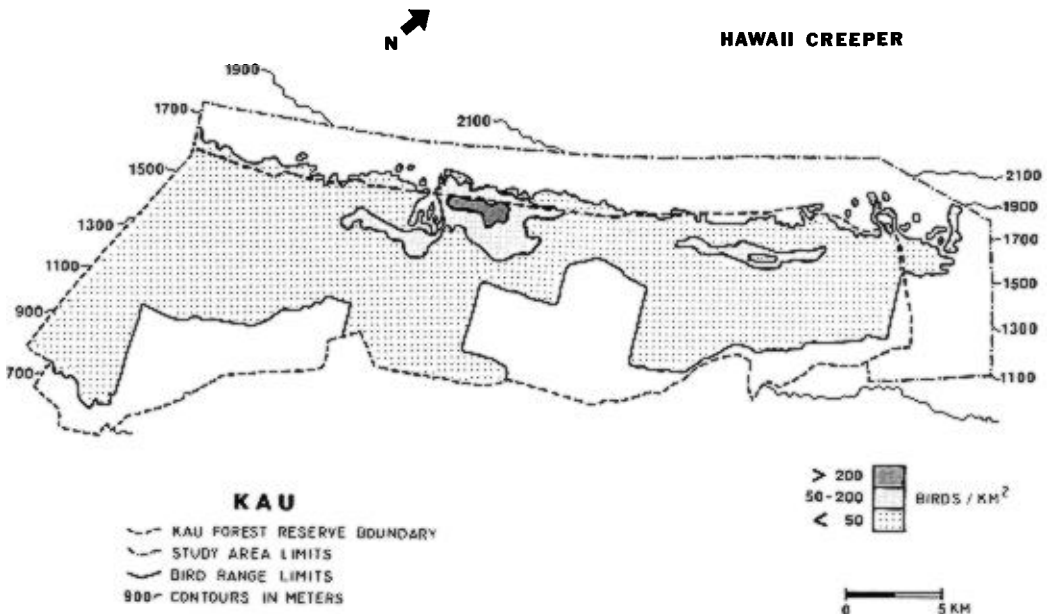 N
HAWAII CREEPER
1900
1700
2100
1500
2100
1900
1300
1700
1100
1500
900
1300
700
1100
> 200
50-200
< 50
BIRDS / KM²
KAU
KAU FOREST RESERVE BOUNDARY
STUDY AREA LIMITS
BIRD RANGE LIMITS
900 CONTOURS IN METERS
0 5 KM